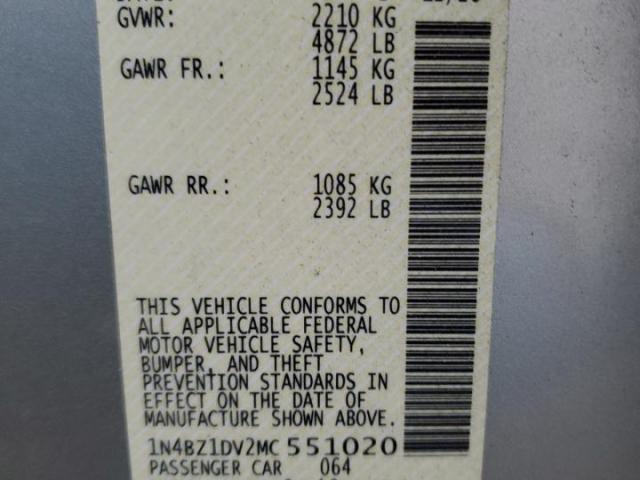 GVWR: 2210 KG
4872 LB
GAWR FR.: 1145 KG
2524 LB
GAWR RR.: 1085 KG
2392 LB
THIS VEHICLE CONFORMS TO
ALL APPLICABLE FEDERAL
MOTOR VEHICLE SAFETY,
BUMPER, AND THEFT
PREVENTION STANDARDS IN
EFFECT ON THE DATE OF
MANUFACTURE SHOWN ABOVE.
1N4BZ1DV2MC 551020
PASSENGER CAR 064